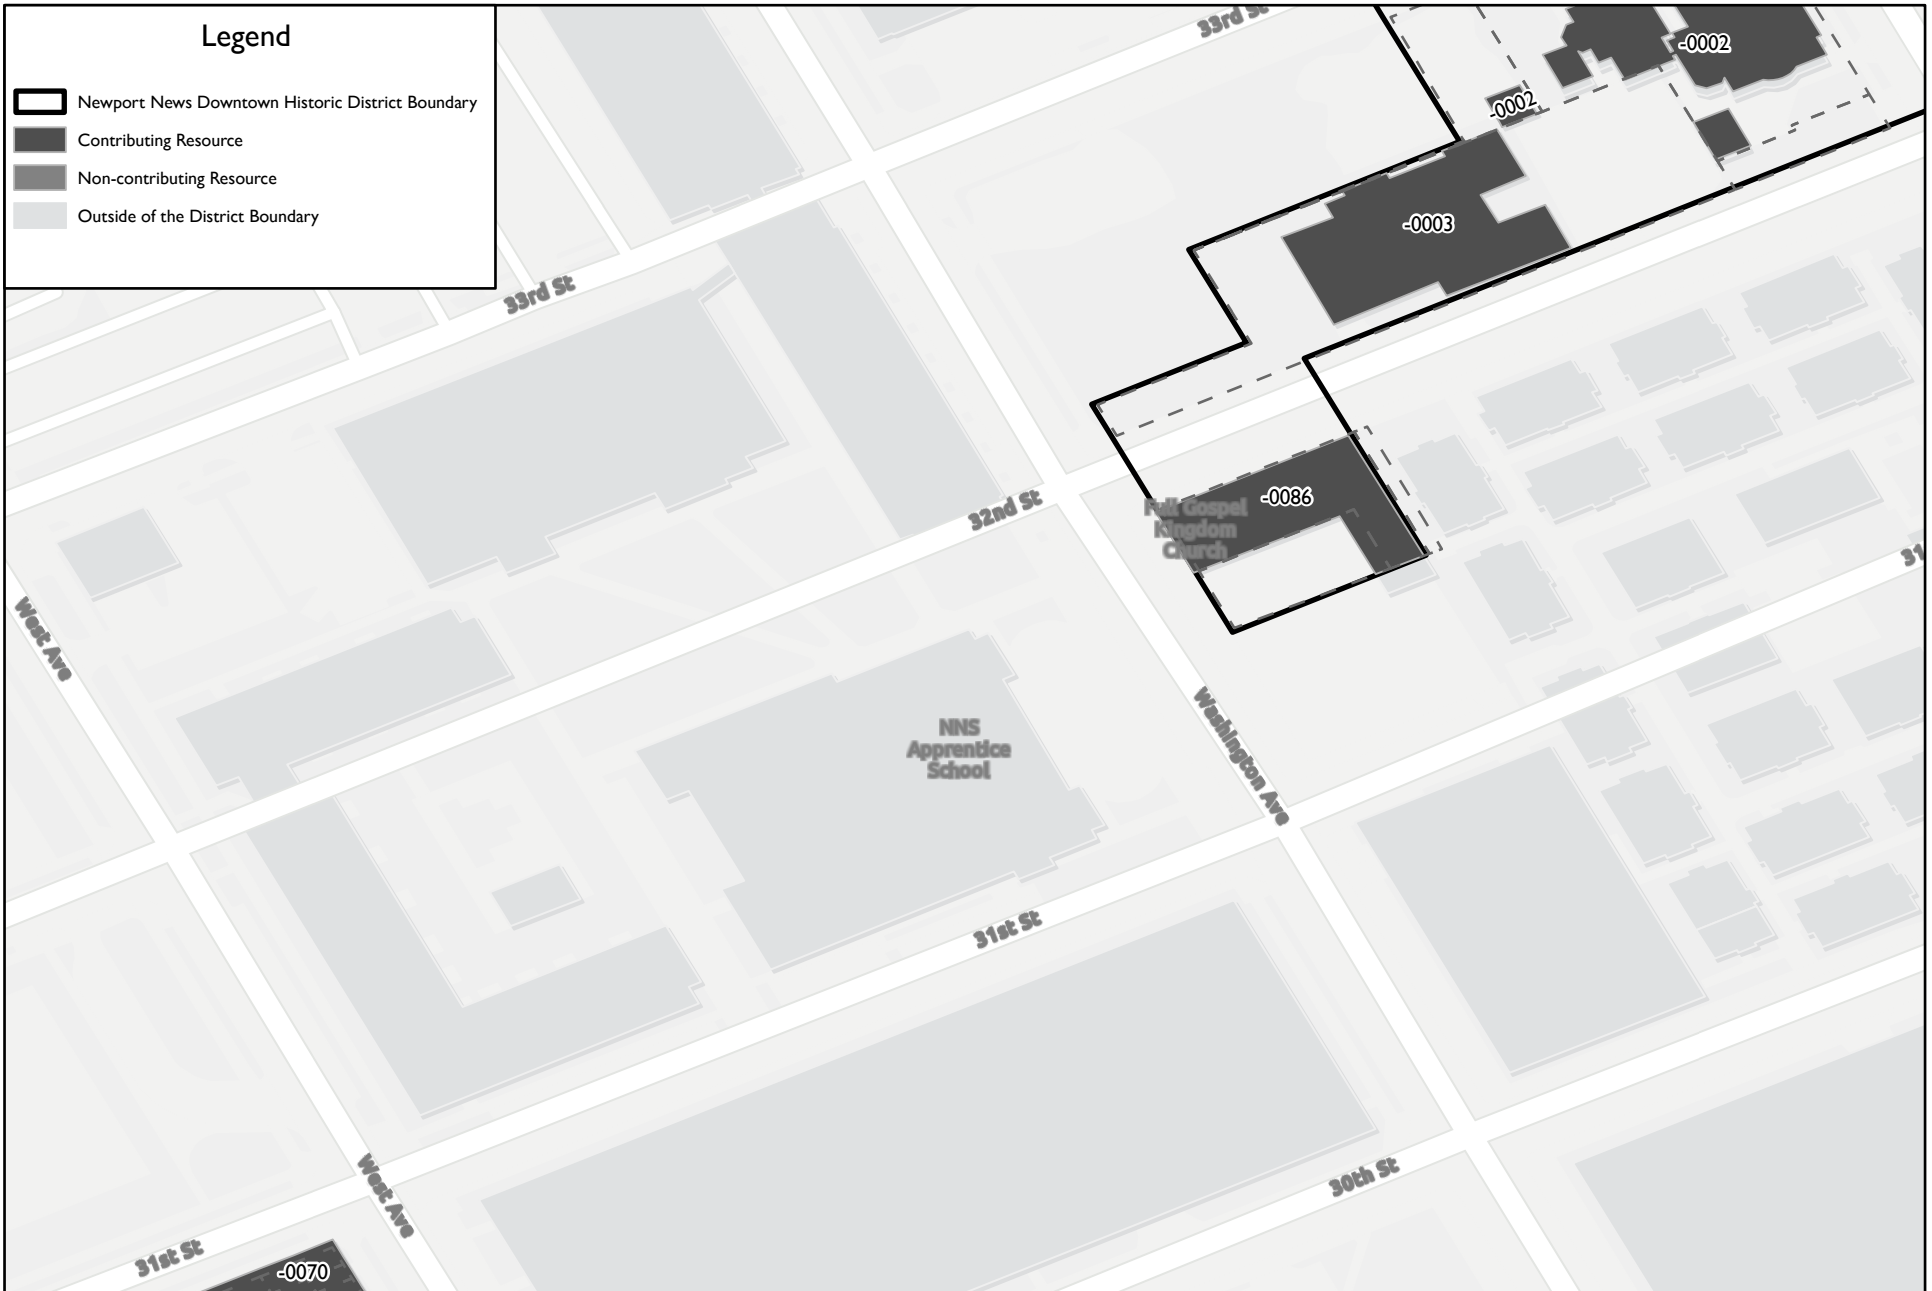 Legend
Newport News Downtown Historic District Boundary
Contributing Resource
Non-contributing Resource
Outside of the District Boundary
33rd St
-0002
-0002
-0003
33rd St
-0086
32nd St
Full Gospel
Kingdom
Church
31
West Ave
NNS
Apprentice
School
Washington Ave
31st St
West Ave
30th St
31st St
-0070